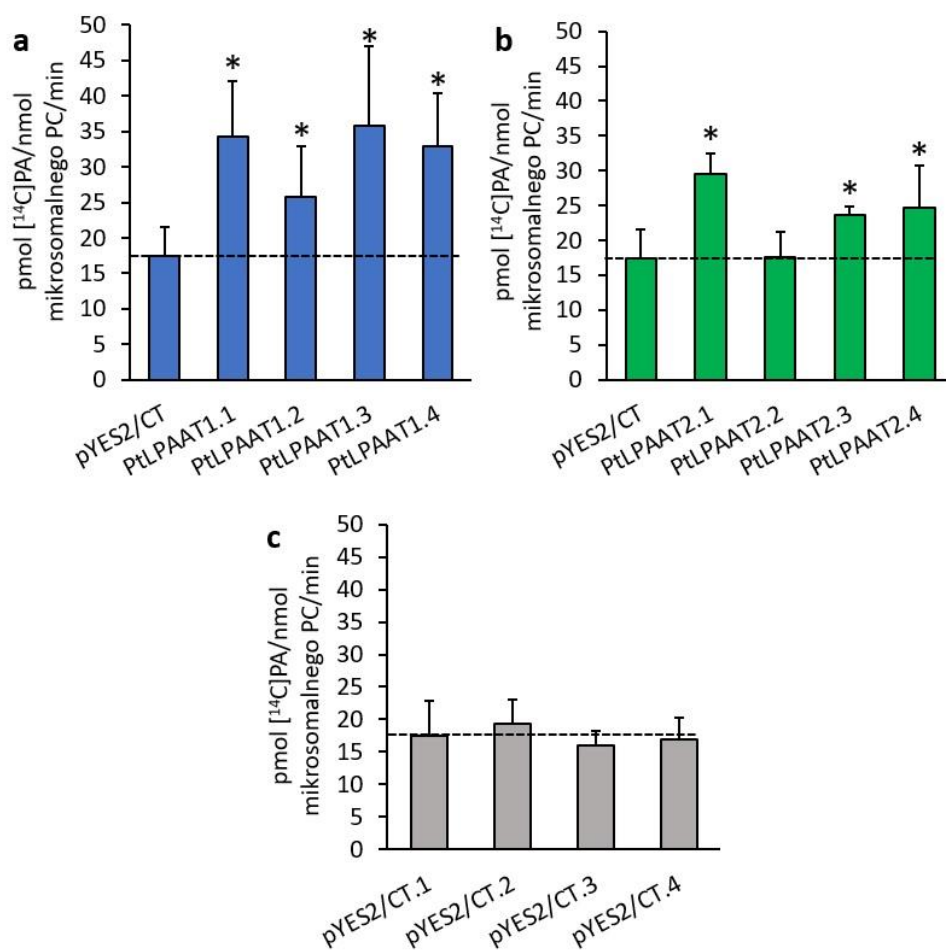 a
pmol [¹⁴C]PA/nmol
mikrosomalnego PC/min
50
45
40
35
30
25
20
15
10
5
0
*
*
*
*
pYES2/CT
PtLPAAT1.1
PtLPAAT1.2
PtLPAAT1.3
PtLPAAT1.4
b
pmol [¹⁴C]PA/nmol
mikrosomalnego PC/min
50
45
40
35
30
25
20
15
10
5
0
*
*
*
pYES2/CT
PtLPAAT2.1
PtLPAAT2.2
PtLPAAT2.3
PtLPAAT2.4
c
pmol [¹⁴C]PA/nmol
mikrosomalnego PC/min
50
45
40
35
30
25
20
15
10
5
0
pYES2/CT.1
pYES2/CT.2
pYES2/CT.3
pYES2/CT.4